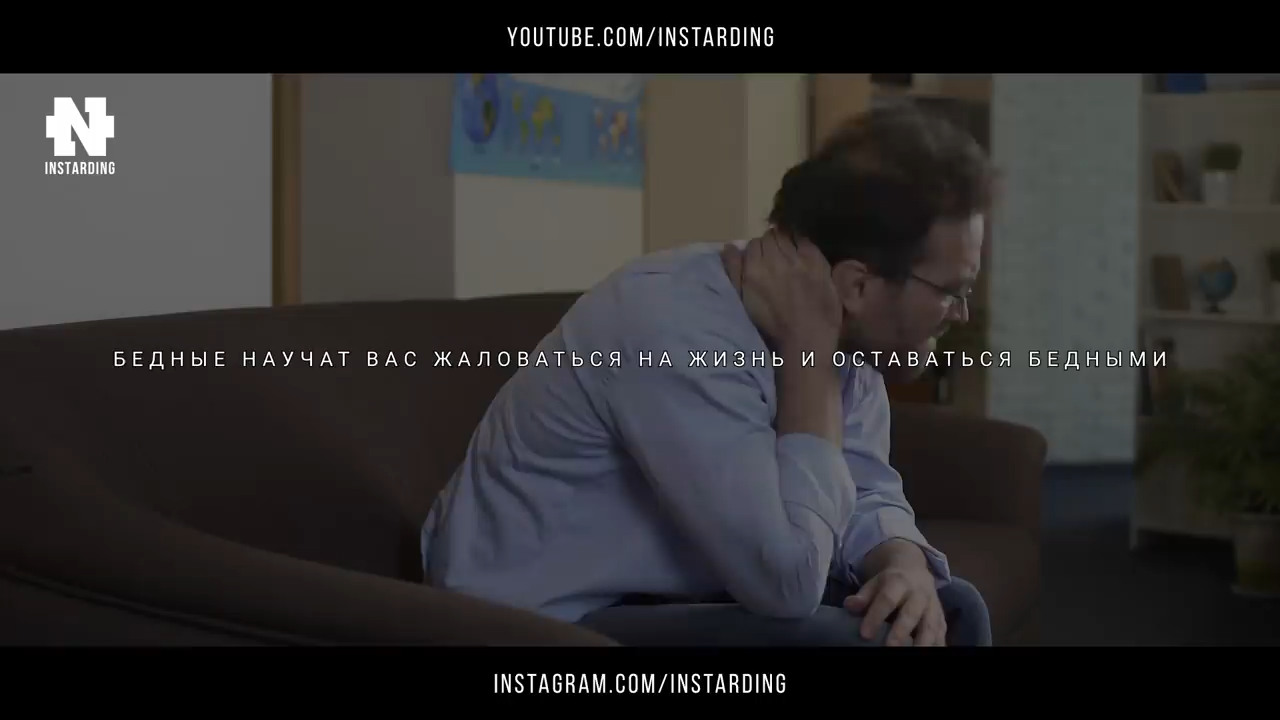 YOUTUBE.COM/INSTARDING
N
INSTARDING
БЕДНЫЕ НАУЧАТ ВАС ЖАЛОВАТЬСЯ НА ЖИЗНЬ И ОСТАВАТЬСЯ БЕДНЫМИ
INSTAGRAM.COM/INSTARDING